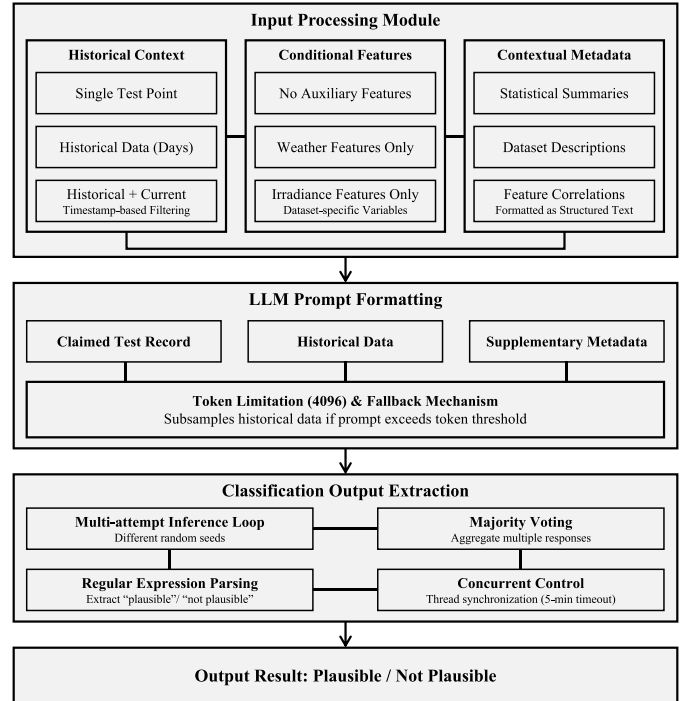 Input Processing Module
Historical Context
Single Test Point
Historical Data (Days)
Historical + Current
Timestamp-based Filtering
Conditional Features
No Auxiliary Features
Weather Features Only
Irradiance Features Only
Dataset-specific Variables
Contextual Metadata
Statistical Summaries
Dataset Descriptions
Feature Correlations
Formatted as Structured Text
LLM Prompt Formatting
Claimed Test Record
Historical Data
Supplementary Metadata
Token Limitation (4096) & Fallback Mechanism
Subsamples historical data if prompt exceeds token threshold
Classification Output Extraction
Multi-attempt Inference Loop
Different random seeds
Majority Voting
Aggregate multiple responses
Regular Expression Parsing
Extract “plausible”/ “not plausible”
Concurrent Control
Thread synchronization (5-min timeout)
Output Result: Plausible / Not Plausible